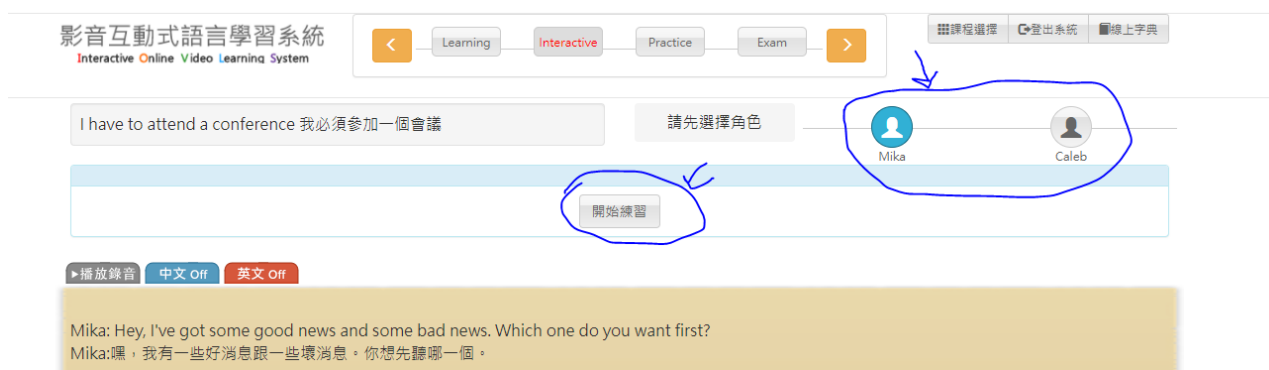 影音互動式語言學習系統
Interactive Online Video Learning System
< Learning Interactive Practice Exam >
課程選擇 登出系統 線上字典
I have to attend a conference 我必須參加一個會議
請先選擇角色
Mika Caleb
開始練習
▸播放錄音 中文 Off 英文 Off
Mika: Hey, I've got some good news and some bad news. Which one do you want first?
Mika:嘿，我有一些好消息跟一些壞消息。你想先聽哪一個。